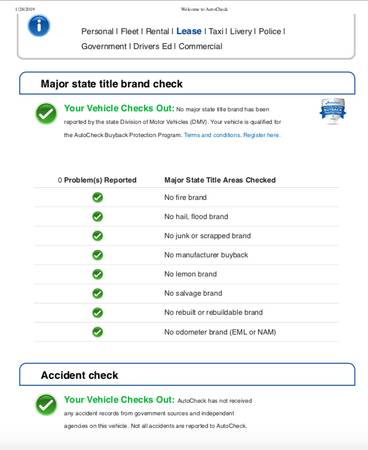 1/28/2019 Welcome to AutoCheck
Personal | Fleet | Rental | Lease | Taxi | Livery | Police |
Government | Drivers Ed | Commercial
Major state title brand check
Your Vehicle Checks Out: No major state title brand has been
reported by the state Division of Motor Vehicles (DMV). Your vehicle is qualified for
the AutoCheck Buyback Protection Program. Terms and conditions. Register here.
BUYBACK
0 Problem(s) Reported Major State Title Areas Checked
No fire brand
No hail, flood brand
No junk or scrapped brand
No manufacturer buyback
No lemon brand
No salvage brand
No rebuilt or rebuildable brand
No odometer brand (EML or NAM)
Accident check
Your Vehicle Checks Out: AutoCheck has not received
any accident records from government sources and independent
agencies on this vehicle. Not all accidents are reported to AutoCheck.